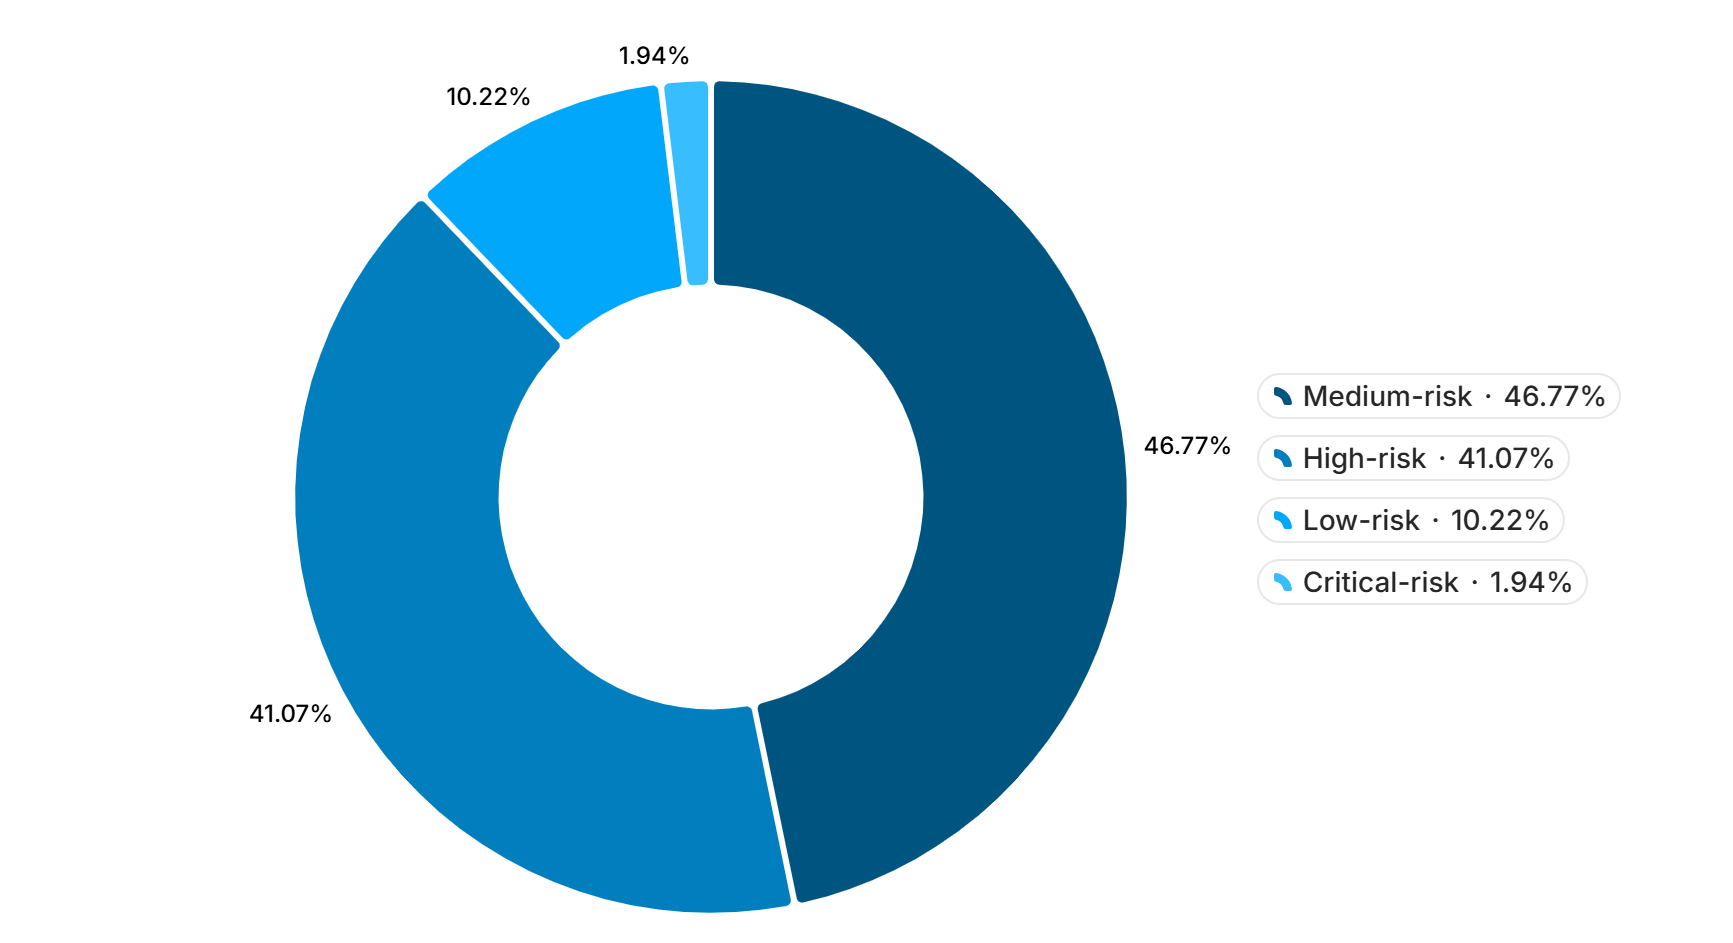 1.94%
10.22%
46.77%
41.07%
Medium-risk · 46.77%
High-risk · 41.07%
Low-risk · 10.22%
Critical-risk · 1.94%